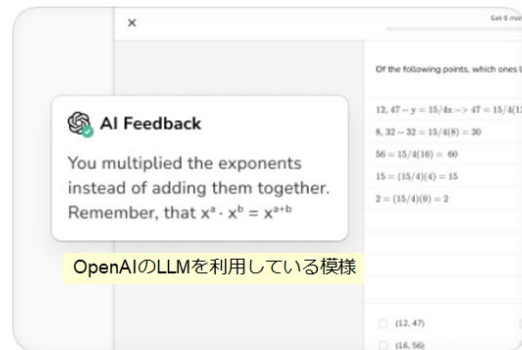 ×
Get 6 mo
Of the following points, which ones l
12, 47 – y = 15/4x –> 47 = 15/4(1
8, 32 – 32 = 15/4(8) = 30
56 = 15/4(16) = 60
15 = (15/4)(4) = 15
2 = (15/4)(0) = 2
(12, 47)
(16, 56)
AI Feedback
You multiplied the exponents
instead of adding them together.
Remember, that xᵃ · xᵇ = xᵃ⁺ᵇ
OpenAIのLLMを利用している模様